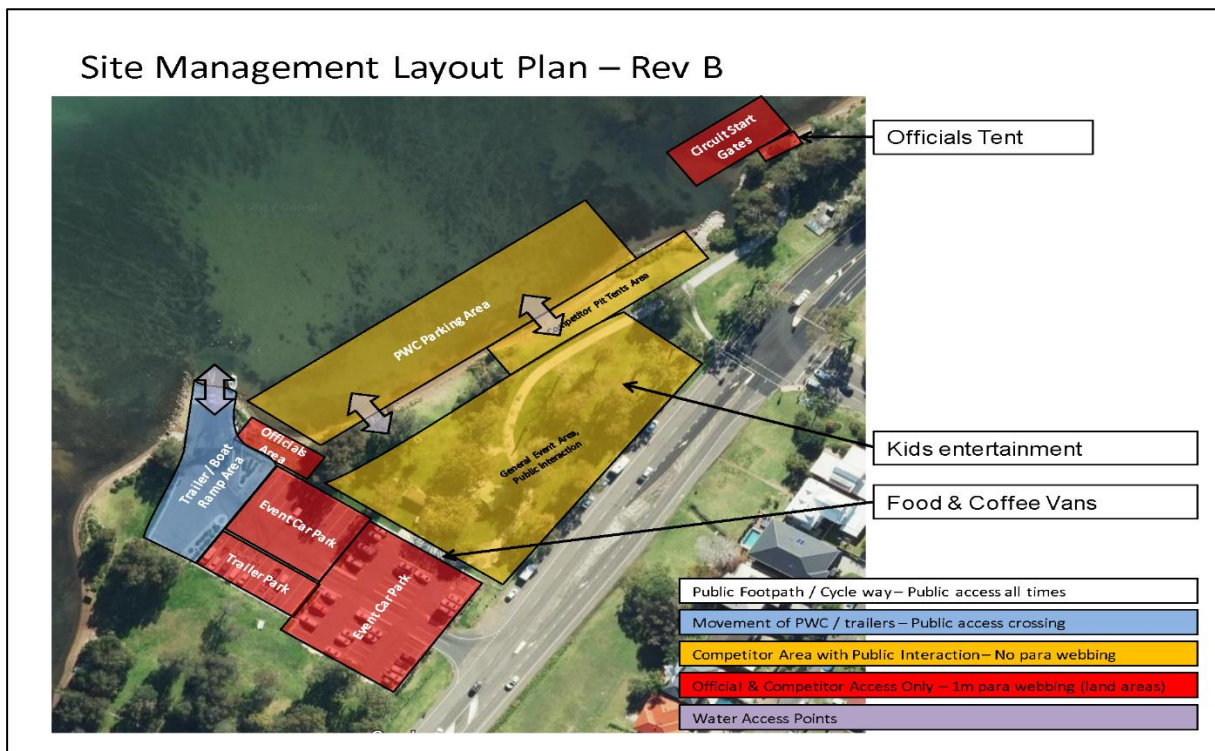 Site Management Layout Plan – Rev B
Circuit Start
Gates
Officials Tent
PWC Parking Area
Competitor Pit Tents Area
General Event Area,
Public Interaction
Kids entertainment
Food & Coffee Vans
Officials
Area
Trailer / Boat
Ramp Area
Event Car Park
Trailer Park
Event Car Park
Public Footpath / Cycle way – Public access all times
Movement of PWC / trailers – Public access crossing
Competitor Area with Public Interaction – No para webbing
Official & Competitor Access Only – 1m para webbing (land areas)
Water Access Points